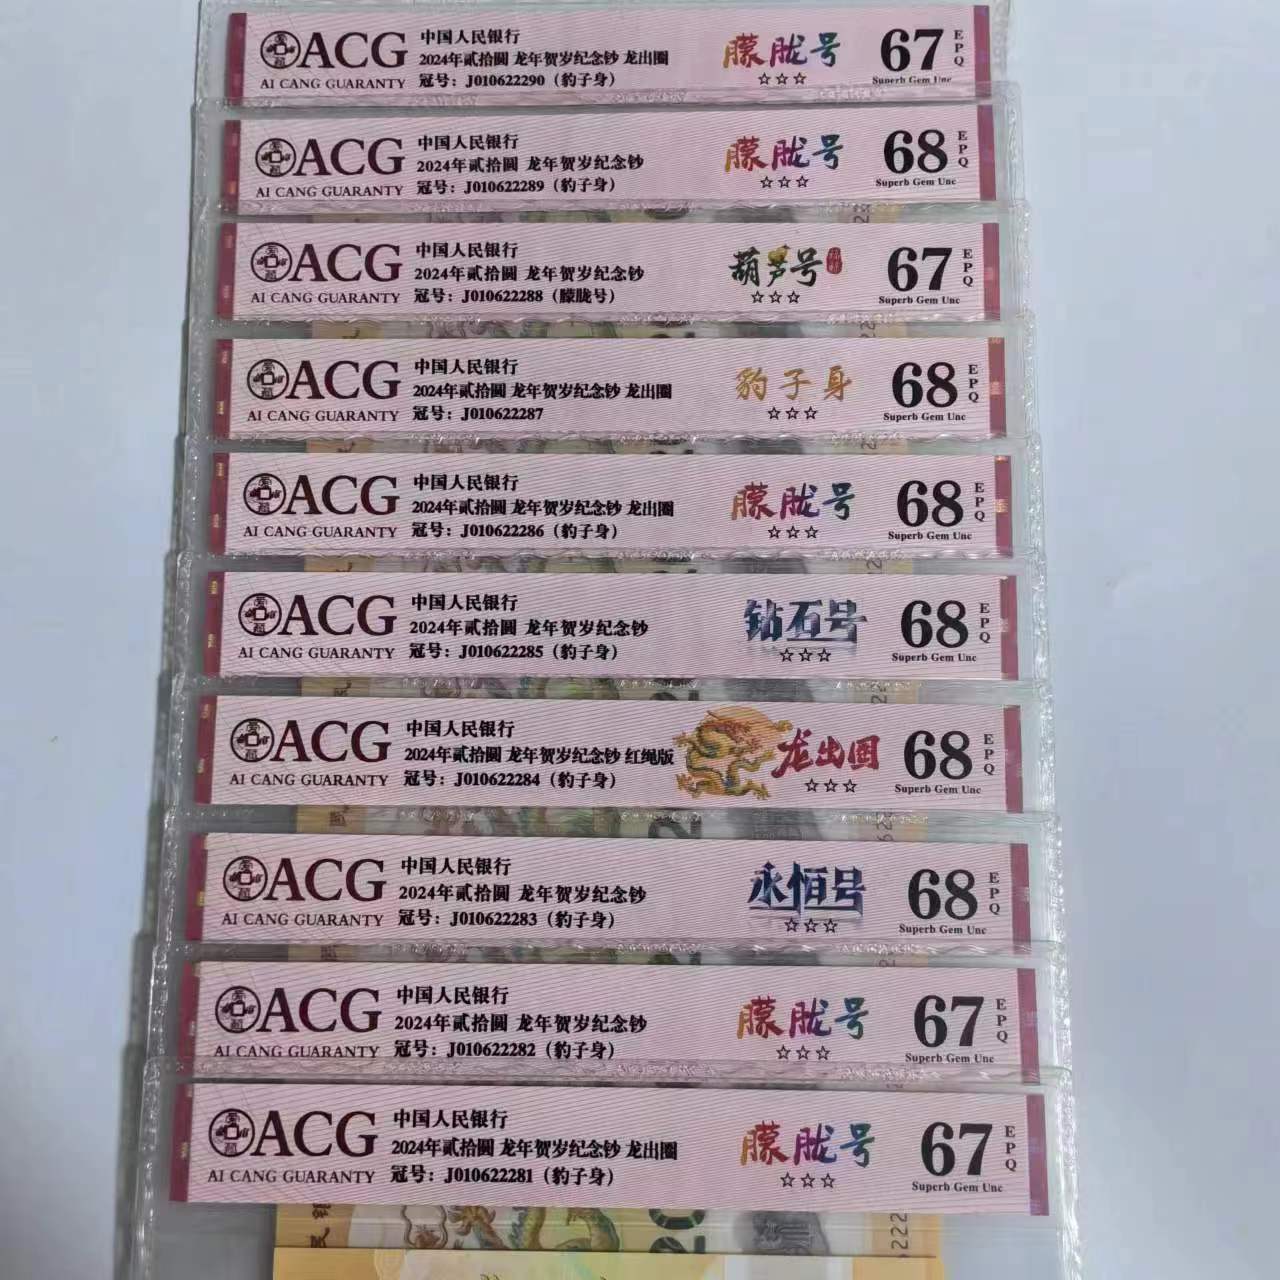 ACG
AI CANG GUARANTY
中国人民银行
2024年贰拾圆 龙年贺岁纪念钞 龙出圈
冠号：J010622290（豹子身）
朦胧号
☆☆☆
67
EPQ
Superb Gem Unc
ACG
AI CANG GUARANTY
中国人民银行
2024年贰拾圆 龙年贺岁纪念钞
冠号：J010622289（豹子身）
朦胧号
☆☆☆
68
EPQ
Superb Gem Unc
ACG
AI CANG GUARANTY
中国人民银行
2024年贰拾圆 龙年贺岁纪念钞
冠号：J010622288（朦胧号）
葫芦号
☆☆☆
67
EPQ
Superb Gem Unc
ACG
AI CANG GUARANTY
中国人民银行
2024年贰拾圆 龙年贺岁纪念钞 龙出圈
冠号：J010622287
豹子身
☆☆☆
68
EPQ
Superb Gem Unc
ACG
AI CANG GUARANTY
中国人民银行
2024年贰拾圆 龙年贺岁纪念钞 龙出圈
冠号：J010622286（豹子身）
朦胧号
☆☆☆
68
EPQ
Superb Gem Unc
ACG
AI CANG GUARANTY
中国人民银行
2024年贰拾圆 龙年贺岁纪念钞
冠号：J010622285（豹子身）
钻石号
☆☆☆
68
EPQ
Superb Gem Unc
ACG
AI CANG GUARANTY
中国人民银行
2024年贰拾圆 龙年贺岁纪念钞 红绳版
冠号：J010622284（豹子身）
龙出圈
☆☆☆
68
EPQ
Superb Gem Unc
ACG
AI CANG GUARANTY
中国人民银行
2024年贰拾圆 龙年贺岁纪念钞
冠号：J010622283（豹子身）
永恒号
☆☆☆
68
EPQ
Superb Gem Unc
ACG
AI CANG GUARANTY
中国人民银行
2024年贰拾圆 龙年贺岁纪念钞
冠号：J010622282（豹子身）
朦胧号
☆☆☆
67
EPQ
Superb Gem Unc
ACG
AI CANG GUARANTY
中国人民银行
2024年贰拾圆 龙年贺岁纪念钞 龙出圈
冠号：J010622281（豹子身）
朦胧号
☆☆☆
67
EPQ
Superb Gem Unc